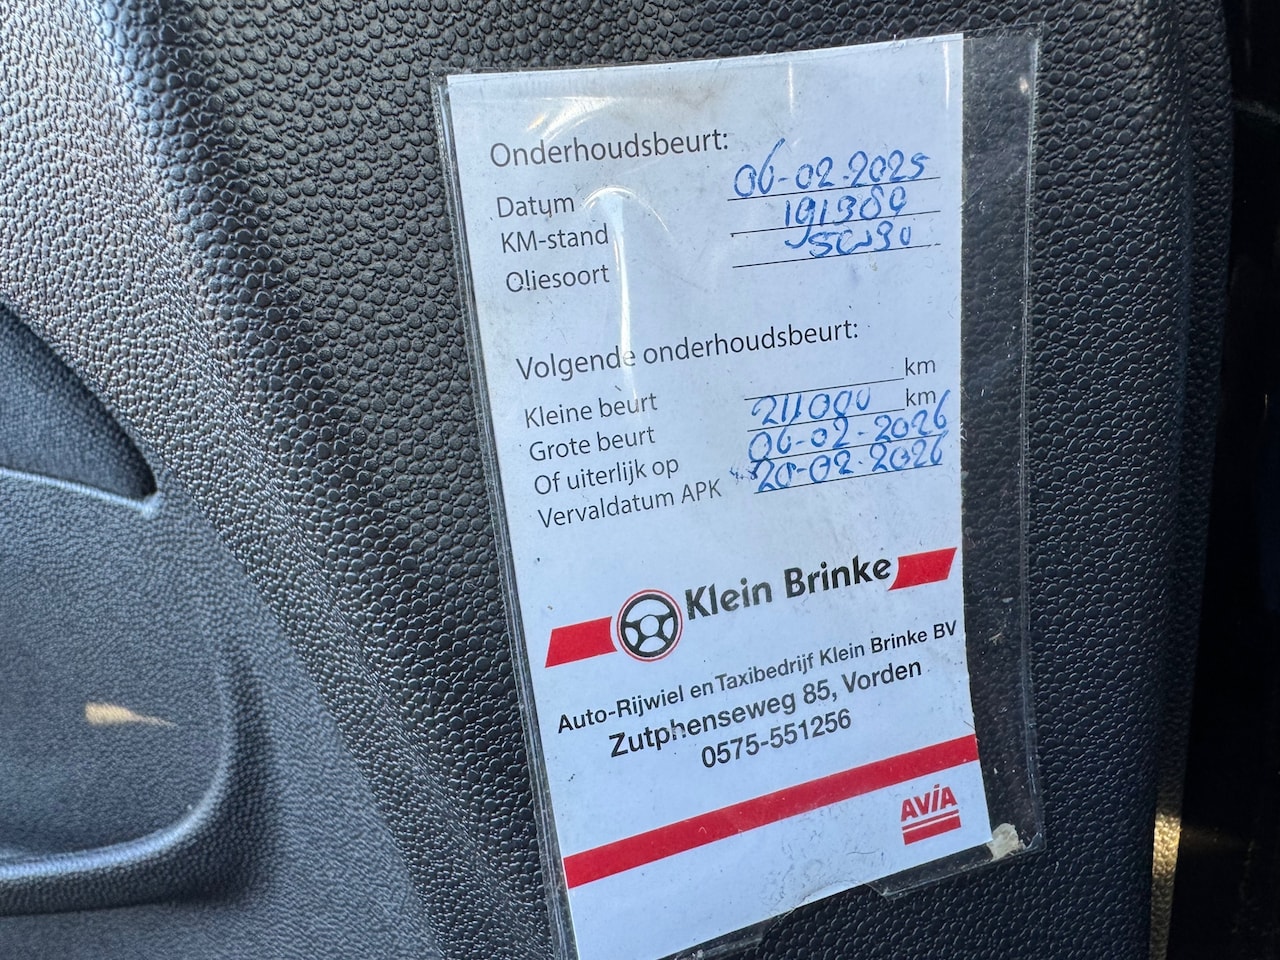 Onderhoudsbeurt:
Datum 06-02-2025
KM-stand 191389
Oliesoort 5W30
Volgende onderhoudsbeurt:
Kleine beurt km
Grote beurt 211000 km
Of uiterlijk op 06-02-2026
Vervaldatum APK 20-02-2026
Klein Brinke
Auto-Rijwiel en Taxibedrijf Klein Brinke BV
Zutphenseweg 85, Vorden
0575-551256
AVIA